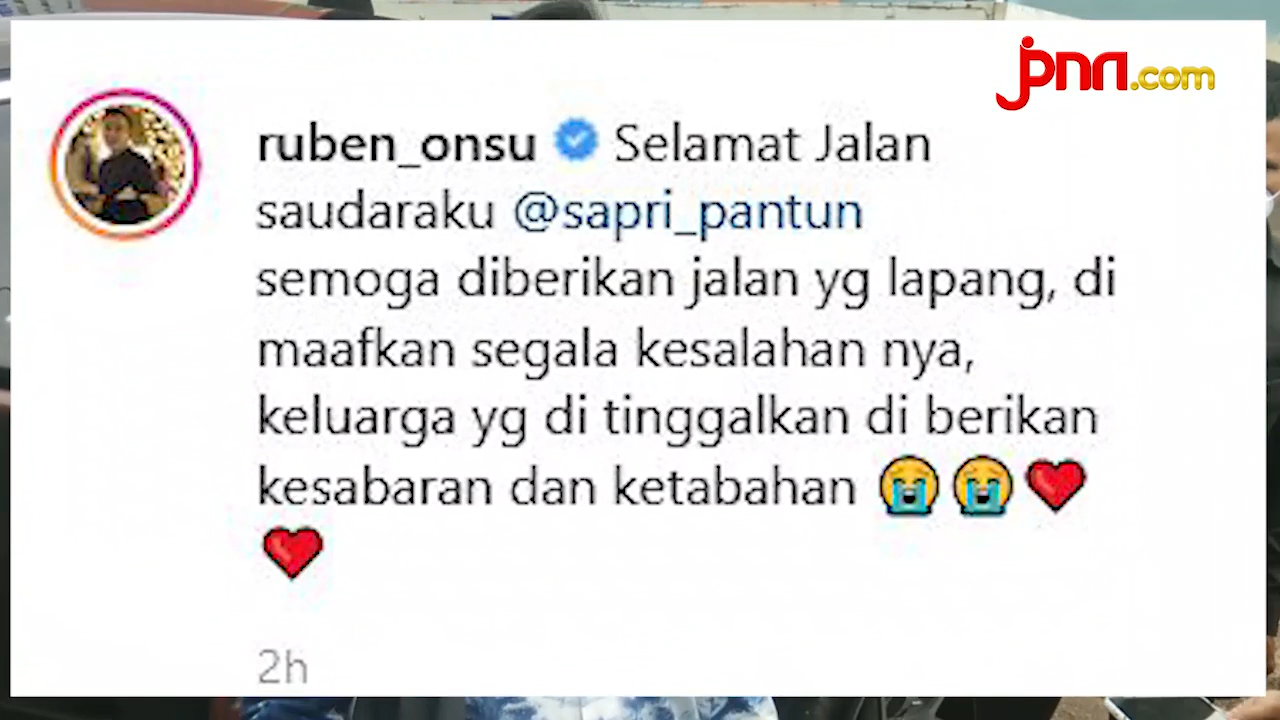 jpnn.com
ruben_onsu Selamat Jalan
saudaraku @sapri_pantun
semoga diberikan jalan yg lapang, di
maafkan segala kesalahan nya,
keluarga yg di tinggalkan di berikan
kesabaran dan ketabahan 😭😭❤️
❤️
2h